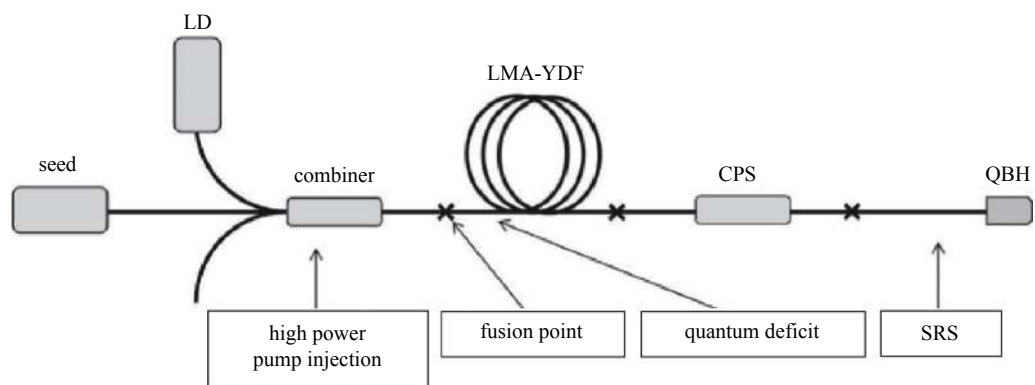 LD
LMA-YDF
seed
combiner
CPS
QBH
high power
pump injection
fusion point
quantum deficit
SRS